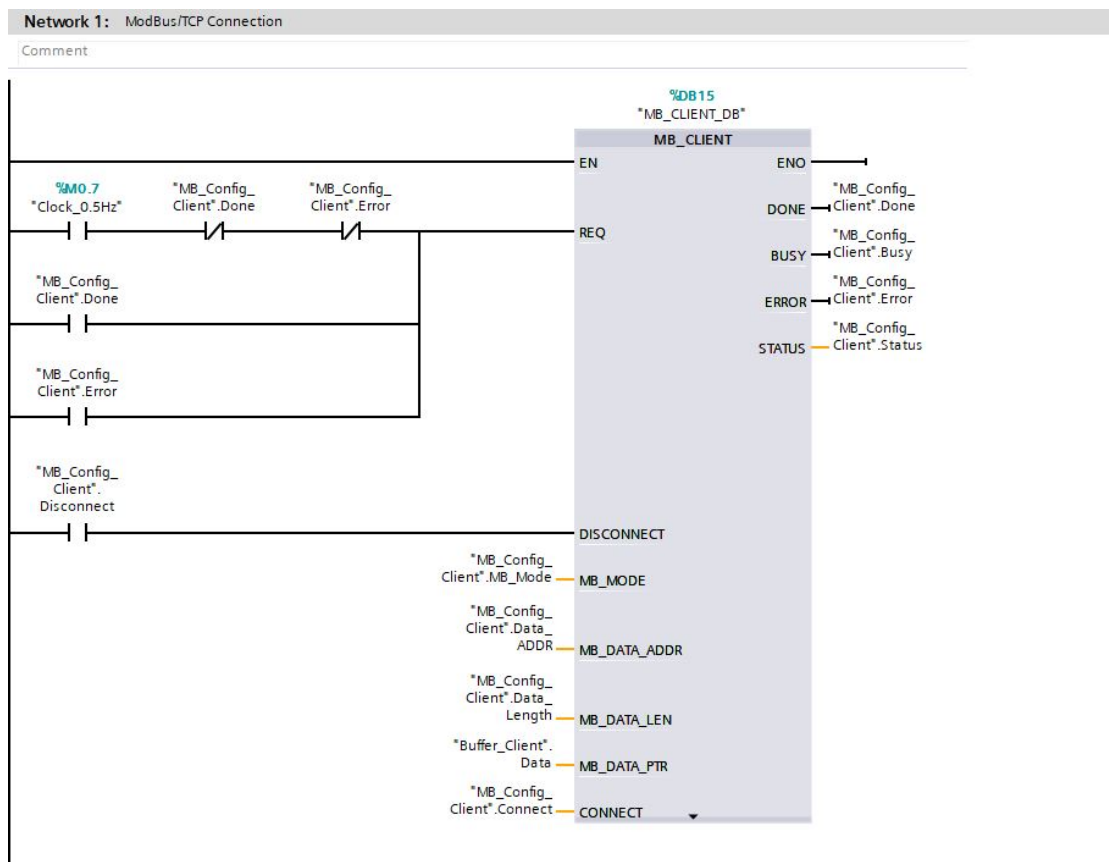 Network 1: ModBus/TCP Connection
Comment
%DB15
"MB_CLIENT_DB"
MB_CLIENT
EN
ENO
%M0.7
"Clock_0.5Hz"
"MB_Config_
Client".Done
"MB_Config_
Client".Error
REQ
DONE
"MB_Config_
Client".Done
BUSY
"MB_Config_
Client".Busy
ERROR
"MB_Config_
Client".Error
STATUS
"MB_Config_
Client".Status
"MB_Config_
Client".Done
"MB_Config_
Client".Error
"MB_Config_
Client".
Disconnect
DISCONNECT
"MB_Config_
Client".MB_Mode
MB_MODE
"MB_Config_
Client".Data_
ADDR
MB_DATA_ADDR
"MB_Config_
Client".Data_
Length
MB_DATA_LEN
"Buffer_Client".
Data
MB_DATA_PTR
"MB_Config_
Client".Connect
CONNECT